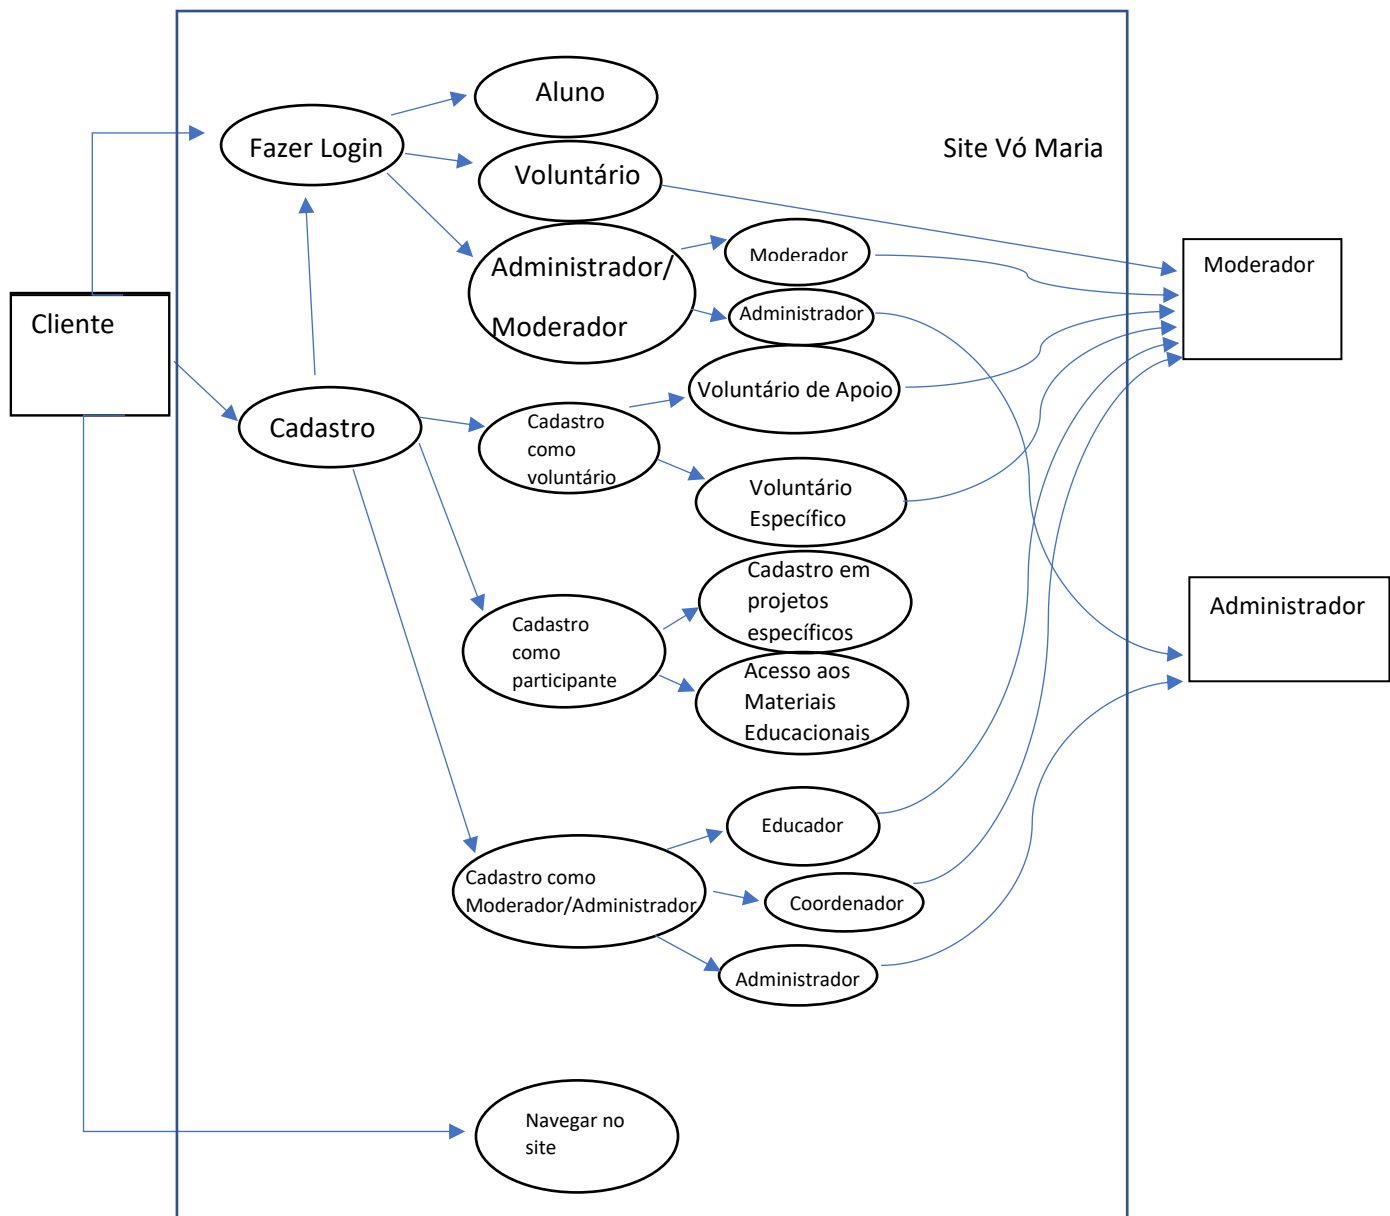 Aluno
Fazer Login
Site Vó Maria
Voluntário
Administrador/
Moderador
Moderador
Administrador
Moderador
Cliente
Voluntário de Apoio
Cadastro
Cadastro
como
voluntário
Voluntário
Específico
Cadastro em
projetos
específicos
Administrador
Cadastro
como
participante
Acesso aos
Materiais
Educacionais
Educador
Cadastro como
Moderador/Administrador
Coordenador
Administrador
Navegar no
site